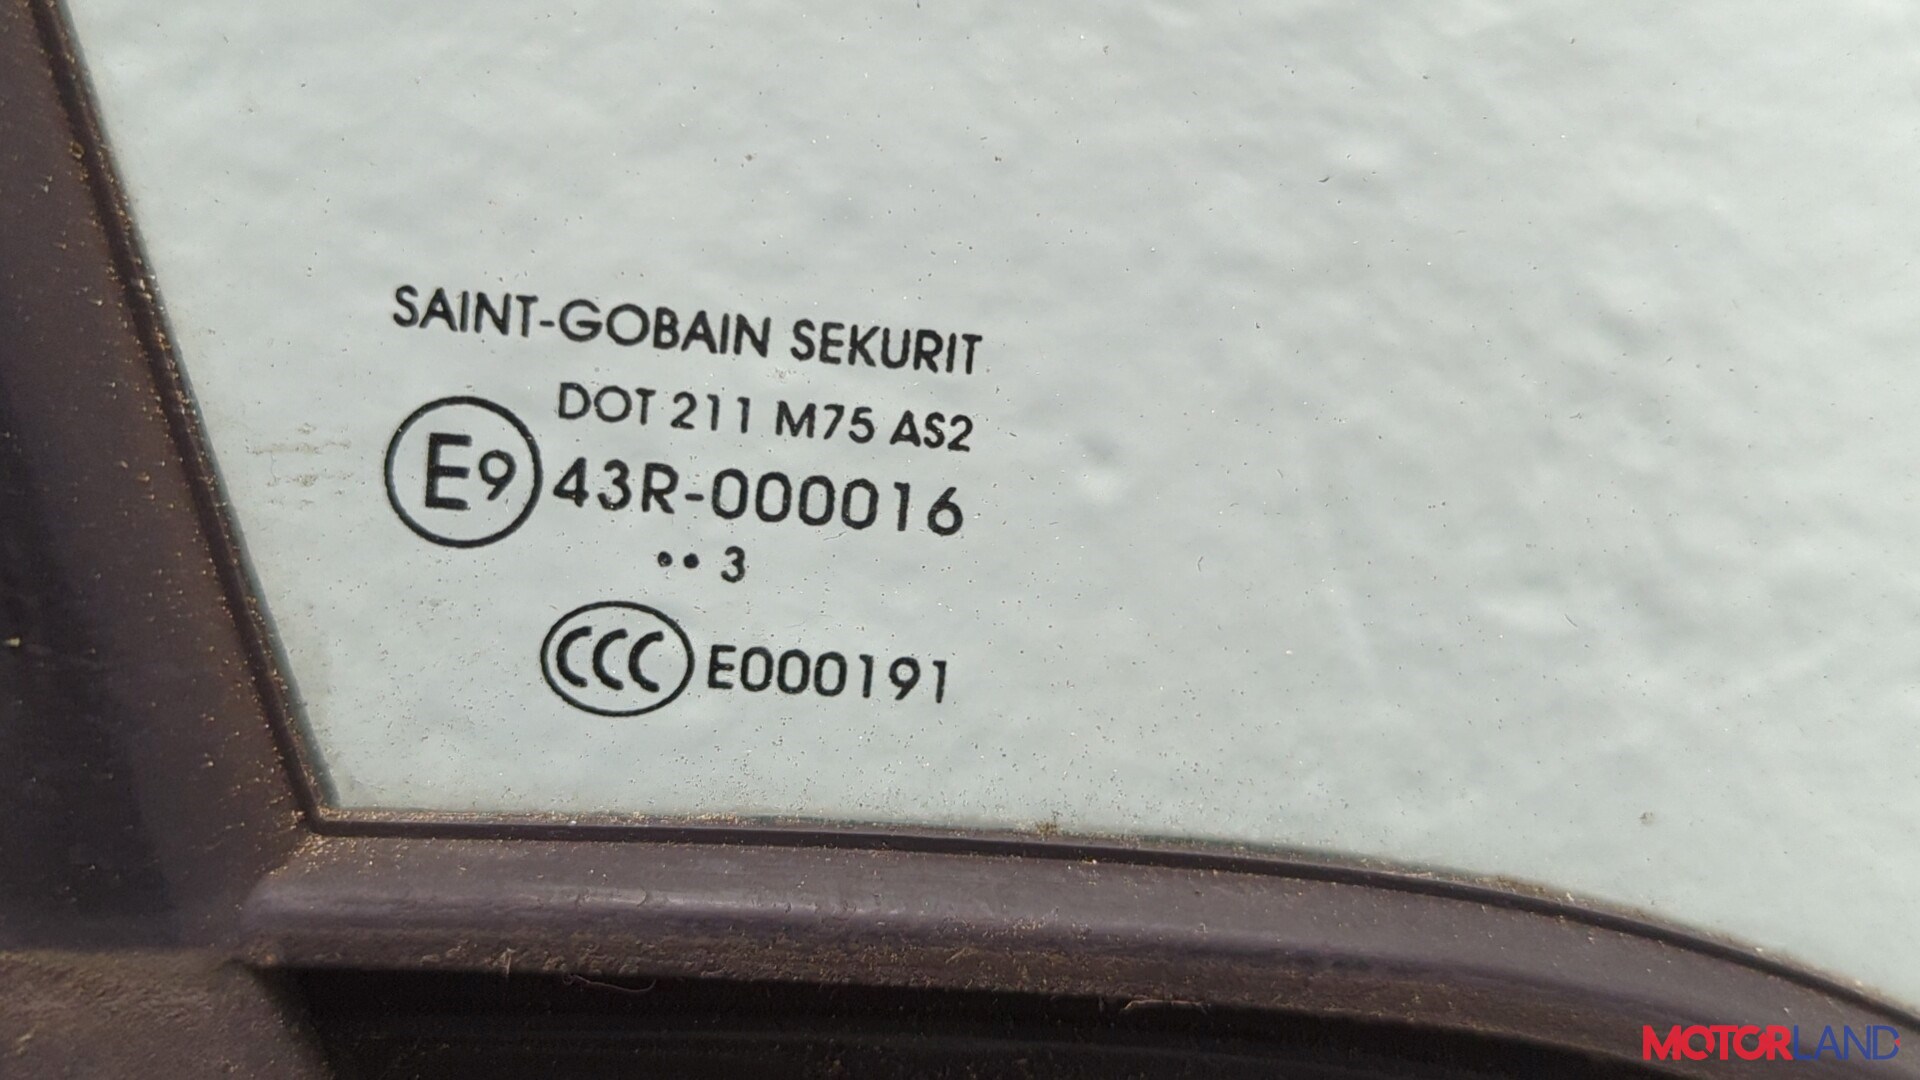 SAINT-GOBAIN SEKURIT
DOT 211 M75 AS2
E9 43R-000016
•• 3
CCC E000191
MOTORLAND